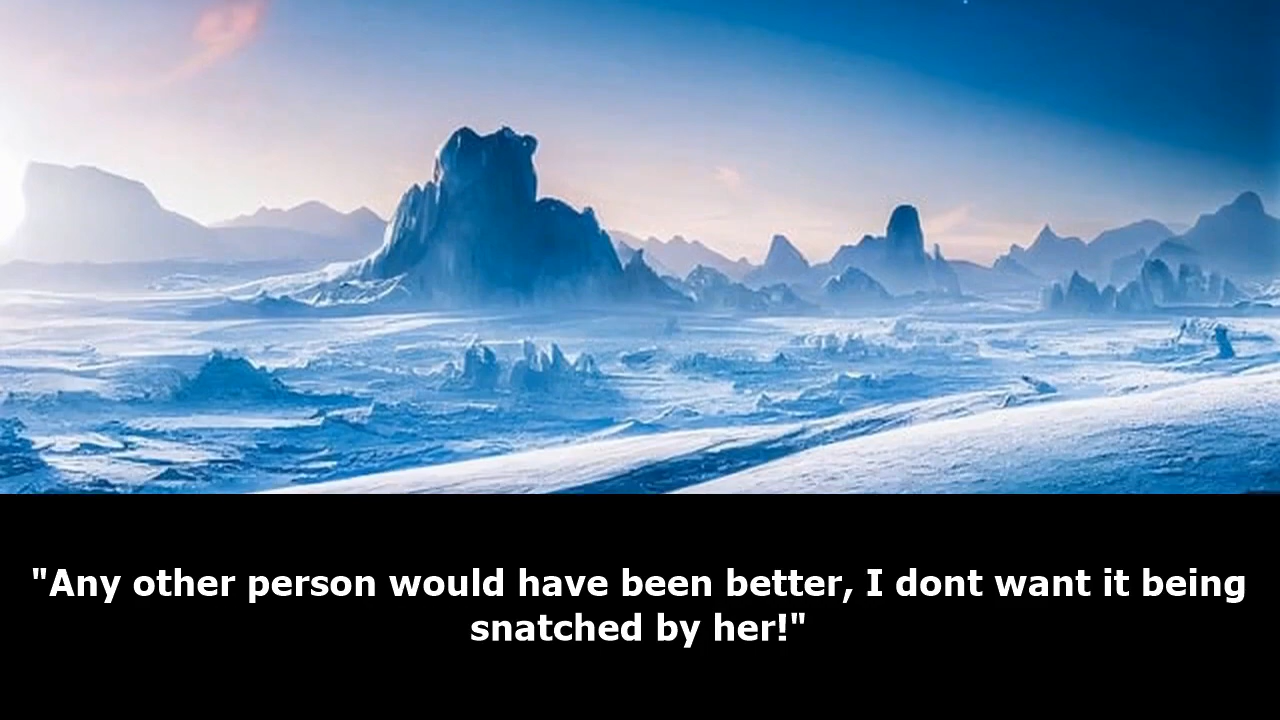 "Any other person would have been better, I dont want it being
snatched by her!"